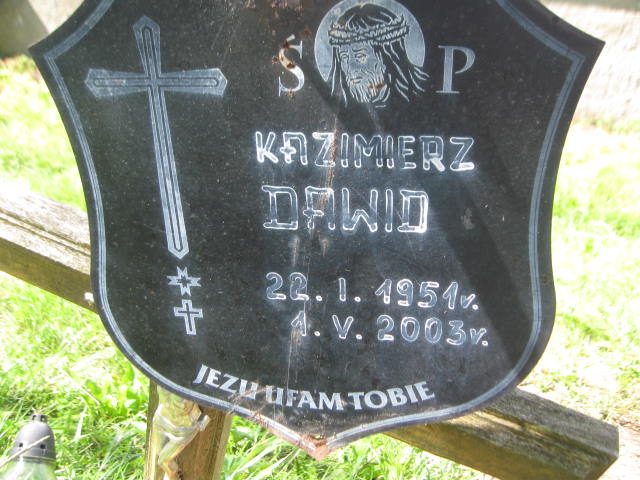 Ś P
KAZIMIERZ
DAWID
22. I. 1951r.
1. V. 2003r.
JEZU UFAM TOBIE